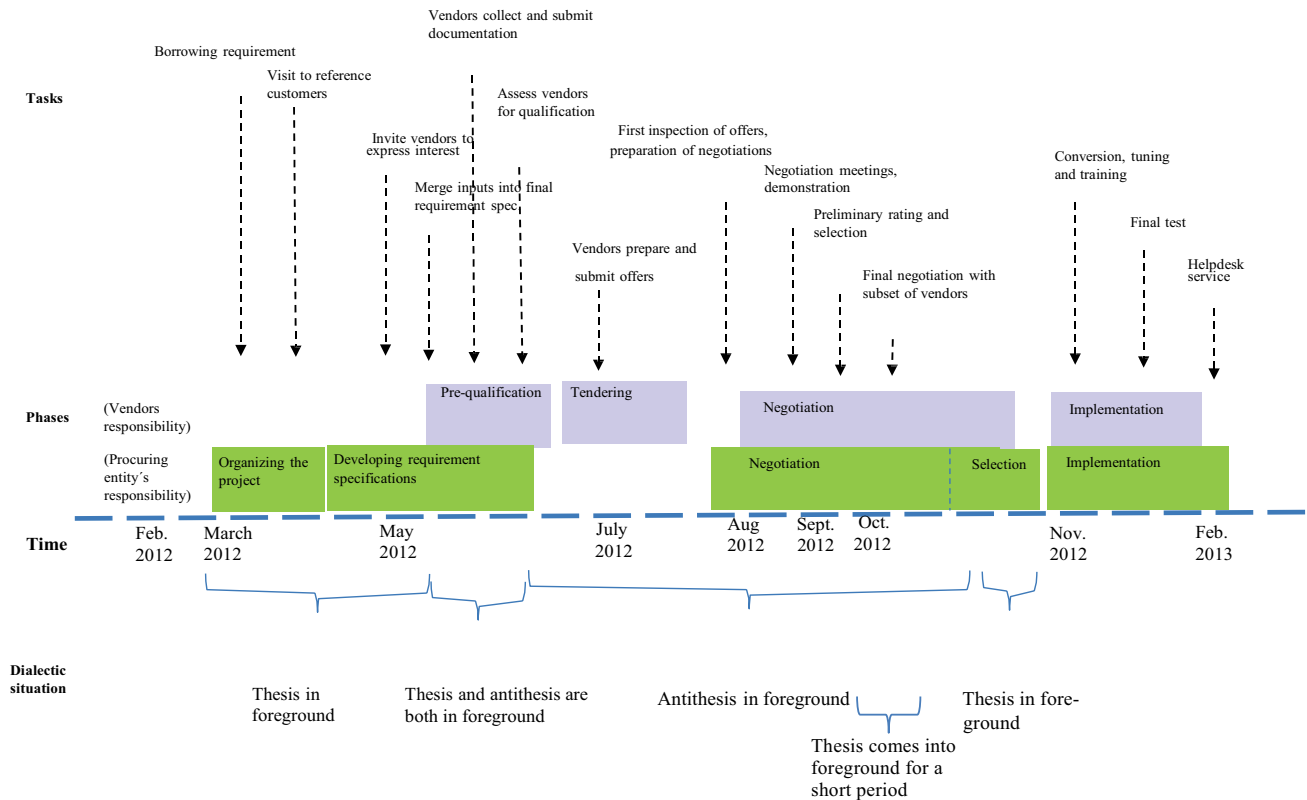 Vendors collect and submit
documentation
Borrowing requirement
Visit to reference
customers
Tasks
Assess vendors
for qualification
Invite vendors to
express interest
First inspection of offers,
preparation of negotiations
Conversion, tuning
and training
Negotiation meetings,
demonstration
Merge inputs into final
requirement spec
Preliminary rating and
selection
Final test
Vendors prepare and
submit offers
Helpdesk
service
Final negotiation with
subset of vendors
Phases
(Vendors
responsibility)
Pre-qualification
Tendering
Negotiation
Implementation
(Procuring
entity´s
responsibility)
Organizing the
project
Developing requirement
specifications
Negotiation
Selection
Implementation
Time
Feb.
2012
March
2012
May
2012
July
2012
Aug
2012
Sept.
2012
Oct.
2012
Nov.
2012
Feb.
2013
Dialectic
situation
Thesis in
foreground
Thesis and antithesis are
both in foreground
Antithesis in foreground
Thesis in fore-
ground
Thesis comes into
foreground for a
short period